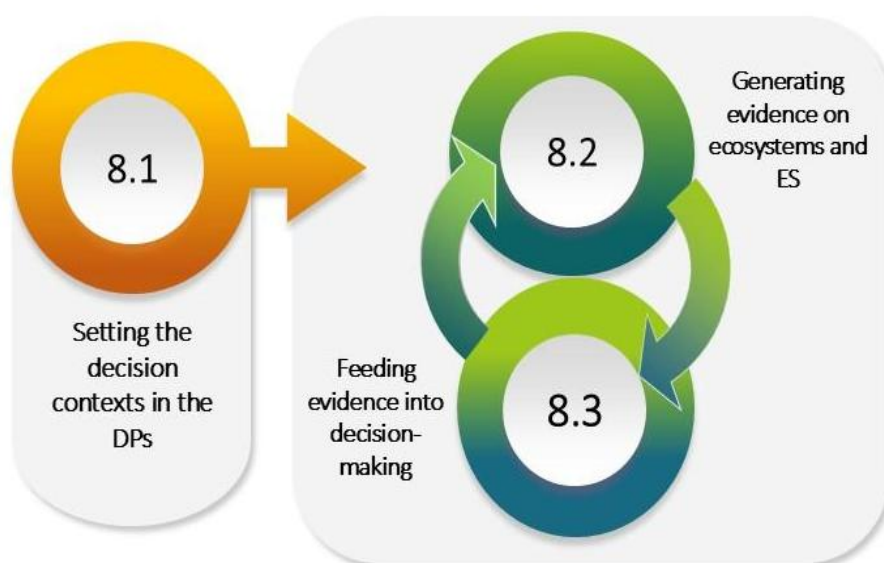 8.1
Setting the
decision
contexts in the
DPs
8.2
Generating
evidence on
ecosystems and
ES
Feeding
evidence into
decision-
making
8.3